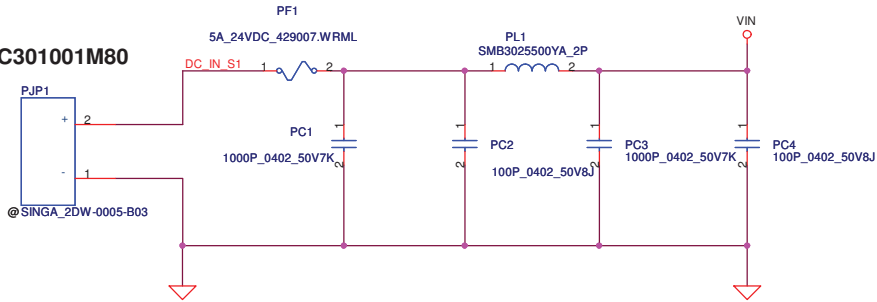 PF1
VIN
5A_24VDC_429007.WRML
PL1
SMB3025500YA_2P
C301001M80
DC_IN_S1
1
2
1
2
PJP1
+
2
1
1
1
1
PC1
PC2
PC3
PC4
1000P_0402_50V7K
100P_0402_50V8J
1000P_0402_50V7K
100P_0402_50V8J
2
2
2
2
-
1
@SINGA_2DW-0005-B03